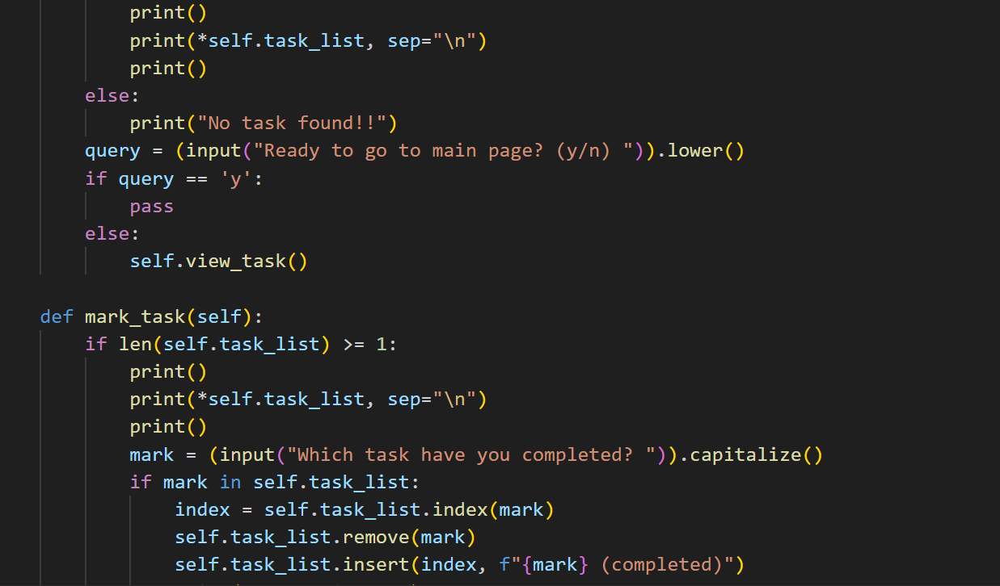 print()
print(*self.task_list, sep="\n")
print()
else:
print("No task found!!")
query = (input("Ready to go to main page? (y/n) ")).lower()
if query == 'y':
pass
else:
self.view_task()
def mark_task(self):
if len(self.task_list) >= 1:
print()
print(*self.task_list, sep="\n")
print()
mark = (input("Which task have you completed? ")).capitalize()
if mark in self.task_list:
index = self.task_list.index(mark)
self.task_list.remove(mark)
self.task_list.insert(index, f"{mark} (completed)")